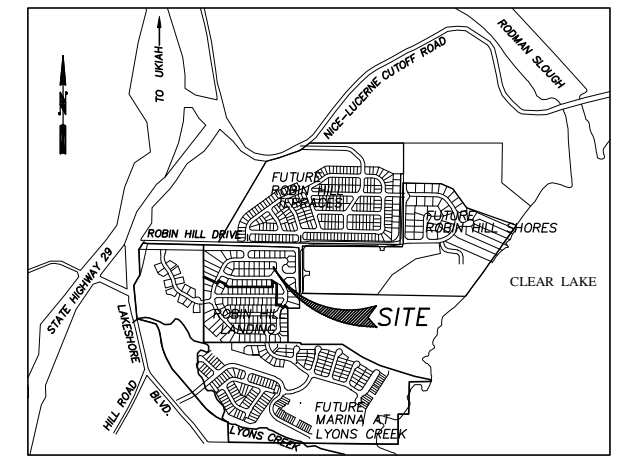 TO UKIAH
N
NICE-LUCERNE CUTOFF ROAD
RODMAN SLOUGH
FUTURE
ROBIN HILL
TERRACES
FUTURE
ROBIN HILL SHORES
ROBIN HILL DRIVE
STATE HIGHWAY 29
CLEAR LAKE
SITE
ROBIN HILL
LANDING
LAKESHORE
BLVD.
HILL ROAD
FUTURE
MARINA AT
LYONS CREEK
LYONS CREEK